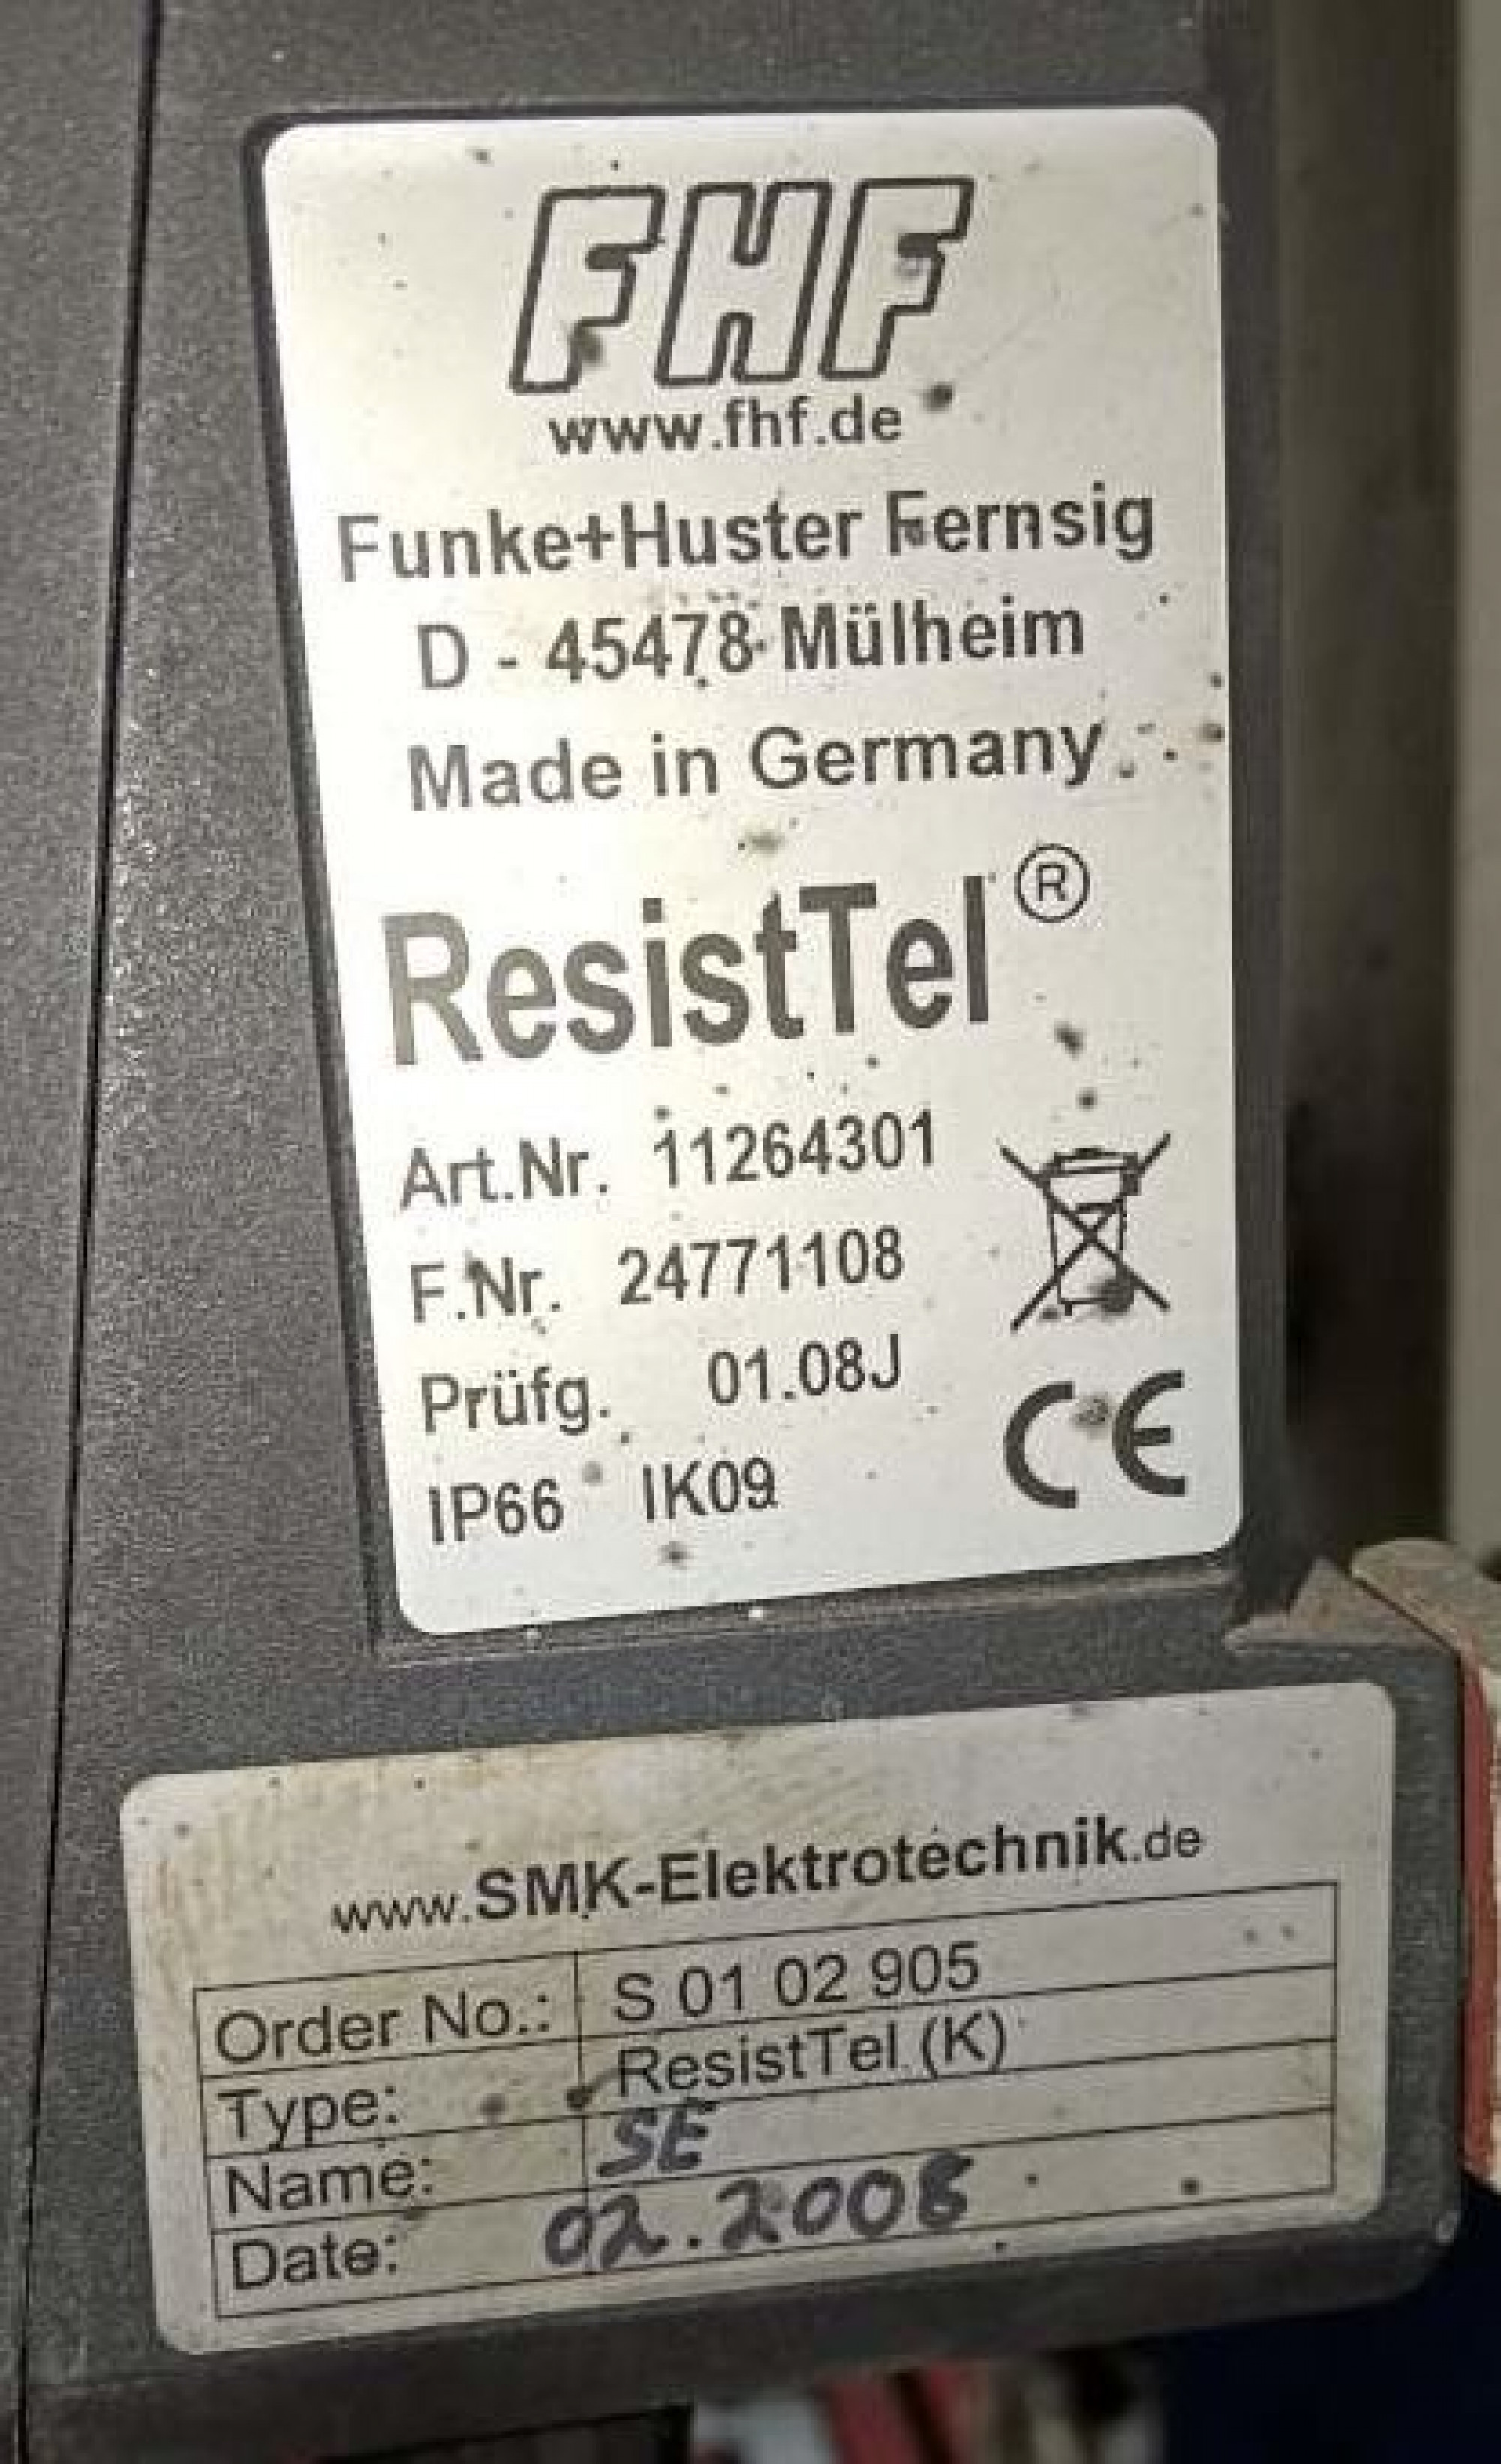 FHF
www.fhf.de
Funke+Huster Fernsig
D - 45478 Mülheim
Made in Germany
ResistTel®
Art.Nr. 11264301
F.Nr. 24771108
Prüfg. 01.08J
IP66 IK09
CE
www.SMK-Elektrotechnik.de
Order No.: S 01 02 905
Type: ResistTel (K)
Name: SE
Date: 02.2008